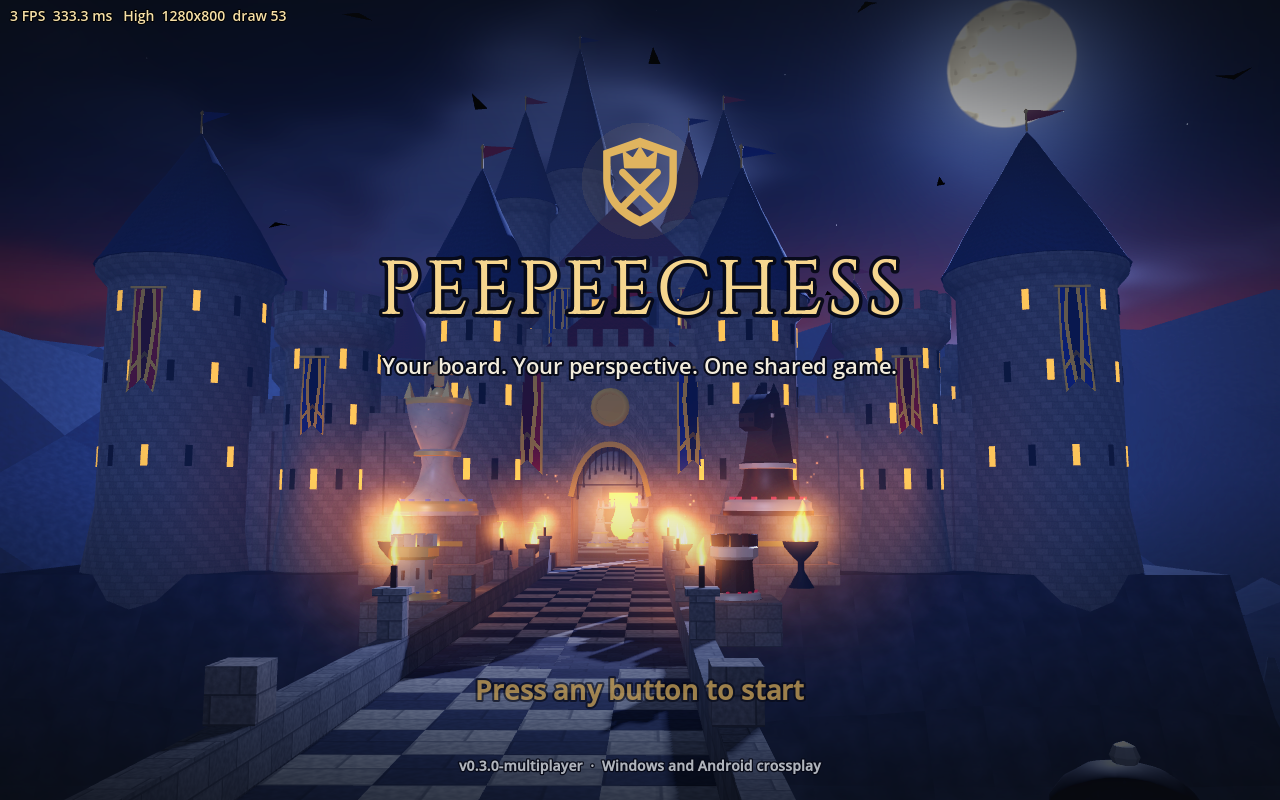 3 FPS  333.3 ms   High  1280x800  draw 53
PEEPEECHESS
Your board. Your perspective. One shared game.
Press any button to start
v0.3.0-multiplayer · Windows and Android crossplay